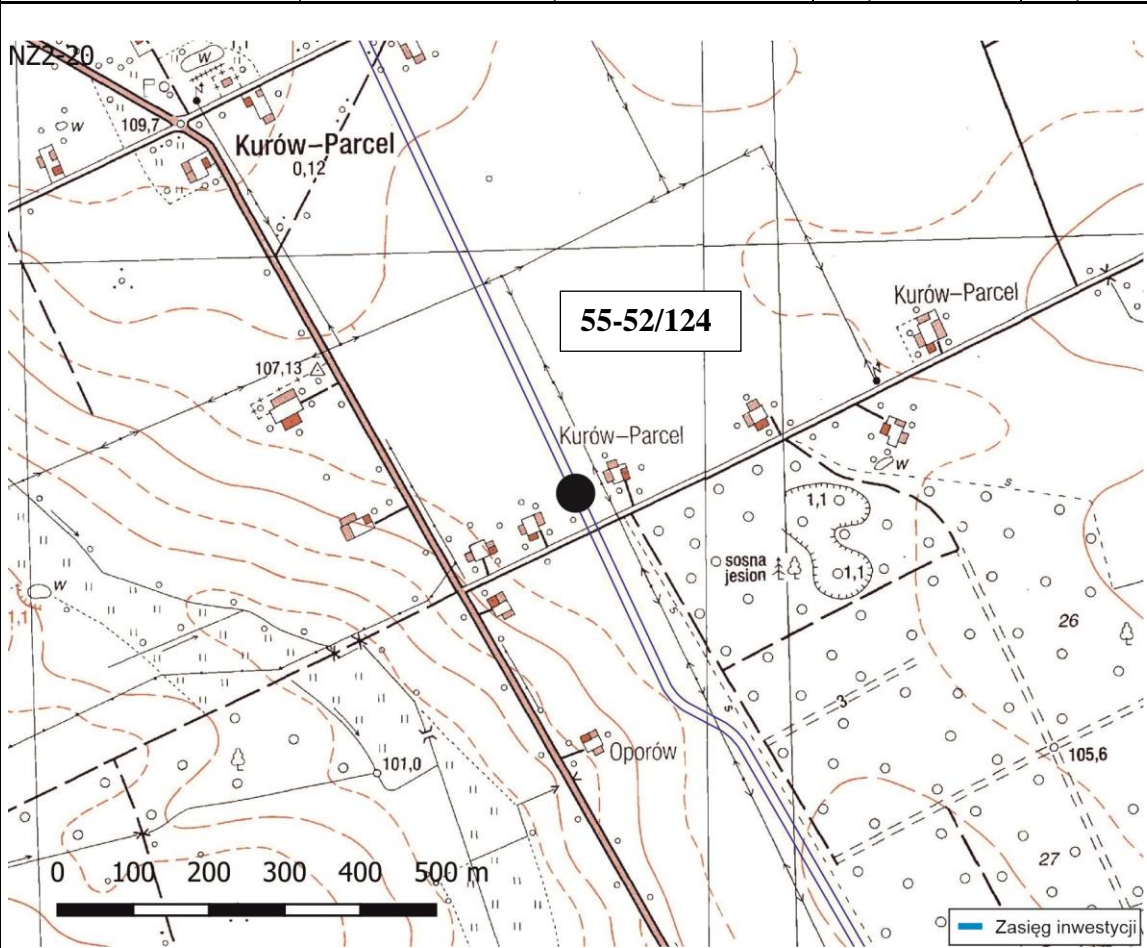 NZ2-20
w
w
109,7
Kurów–Parcel
0,12
Kurów–Parcel
55-52/124
107,13
Kurów–Parcel
w
1,1
sosna
jesion
1,1
s
w
1,1
26
s
3
Oporów
105,6
101,0
27
0 100 200 300 400 500 m
Zasięg inwestycji